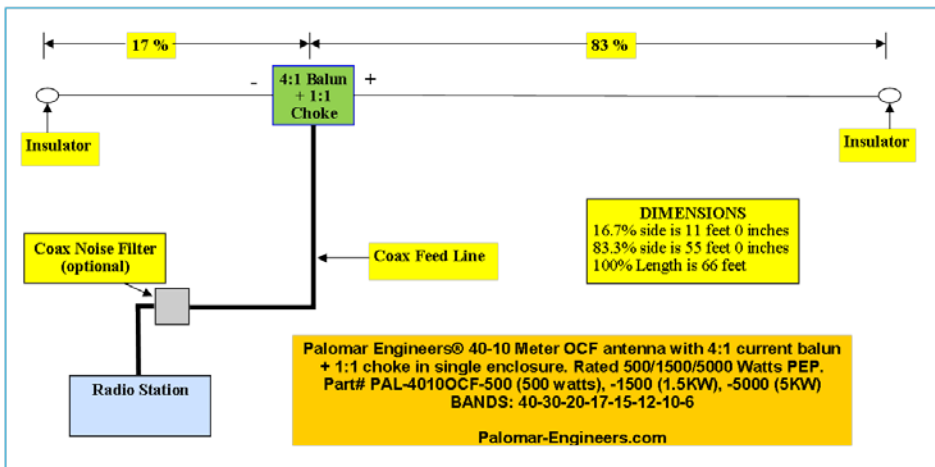 17 %
83 %
-
4:1 Balun
+ 1:1
Choke
+
Insulator
Insulator
DIMENSIONS
16.7% side is 11 feet 0 inches
83.3% side is 55 feet 0 inches
100% Length is 66 feet
Coax Noise Filter
(optional)
Coax Feed Line
Radio Station
Palomar Engineers® 40-10 Meter OCF antenna with 4:1 current balun
+ 1:1 choke in single enclosure. Rated 500/1500/5000 Watts PEP.
Part# PAL-4010OCF-500 (500 watts), -1500 (1.5KW), -5000 (5KW)
BANDS: 40-30-20-17-15-12-10-6
Palomar-Engineers.com